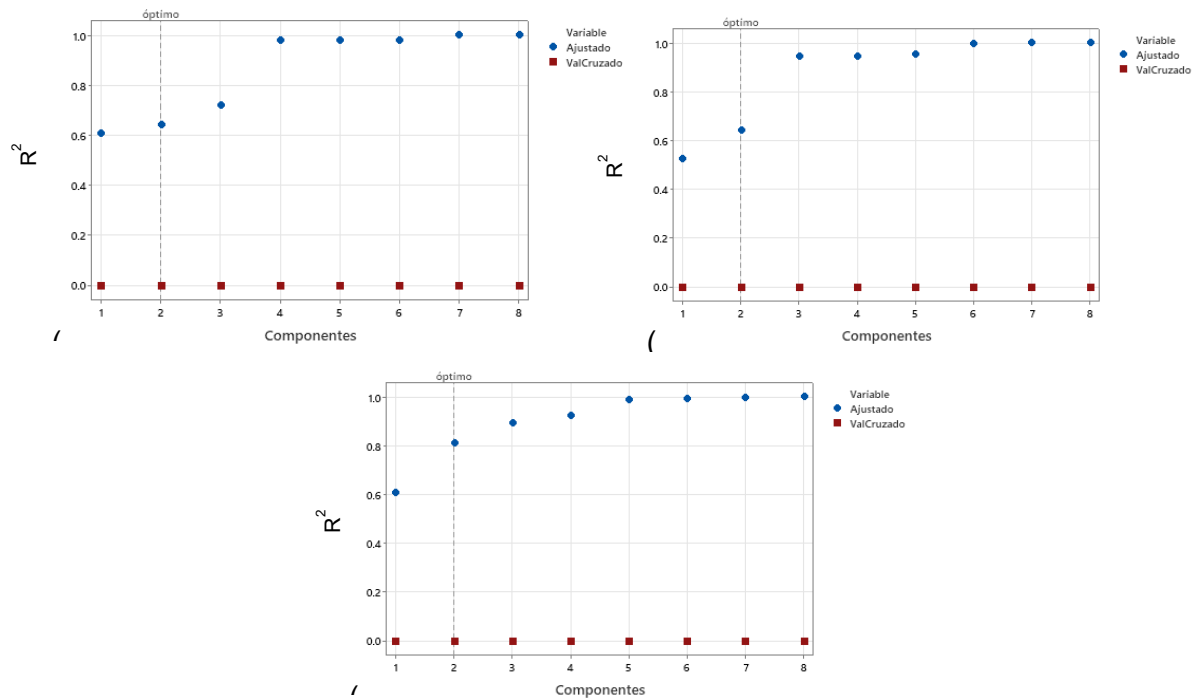 óptimo
Variable
Ajustado
ValCruzado
R²
1.0
0.8
0.6
0.4
0.2
0.0
1 2 3 4 5 6 7 8
Componentes
(
óptimo
Variable
Ajustado
ValCruzado
R²
1.0
0.8
0.6
0.4
0.2
0.0
1 2 3 4 5 6 7 8
Componentes
(
óptimo
Variable
Ajustado
ValCruzado
R²
1.0
0.8
0.6
0.4
0.2
0.0
1 2 3 4 5 6 7 8
Componentes
(